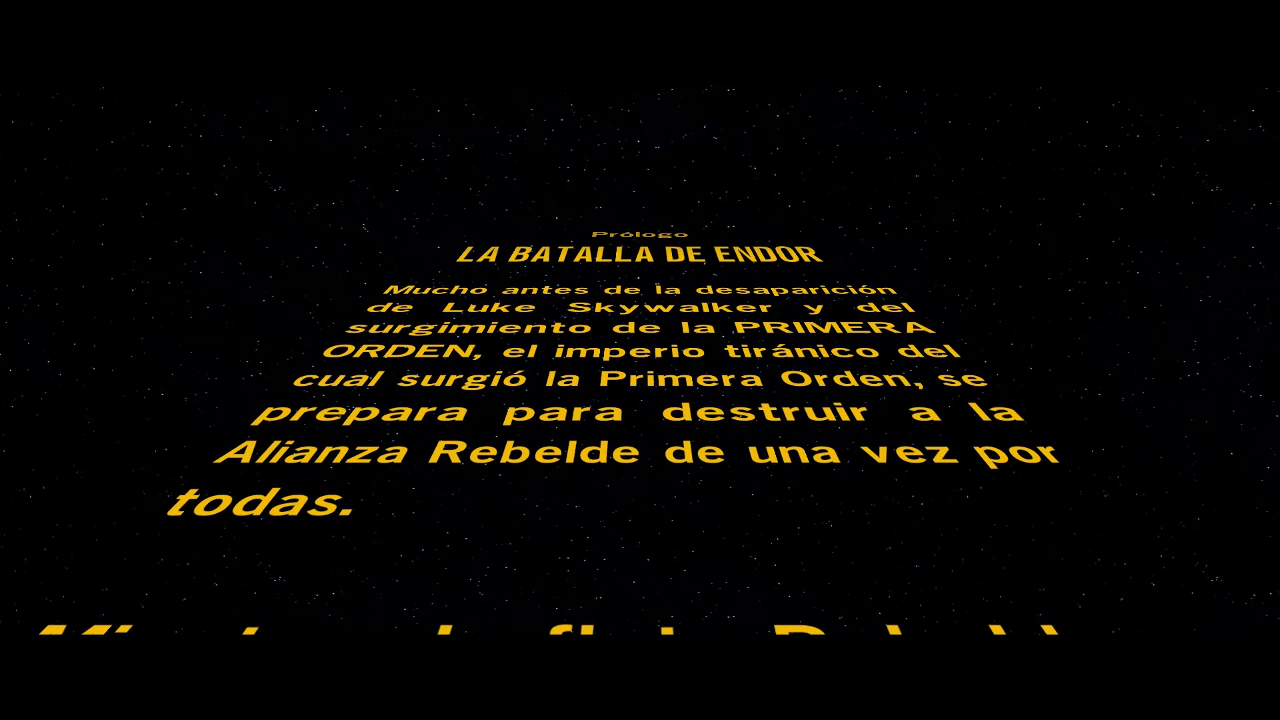 Prólogo
LA BATALLA DE ENDOR
Mucho antes de la desaparición
de Luke Skywalker y del
surgimiento de la PRIMERA
ORDEN, el imperio tiránico del
cual surgió la Primera Orden, se
prepara para destruir a la
Alianza Rebelde de una vez por
todas.